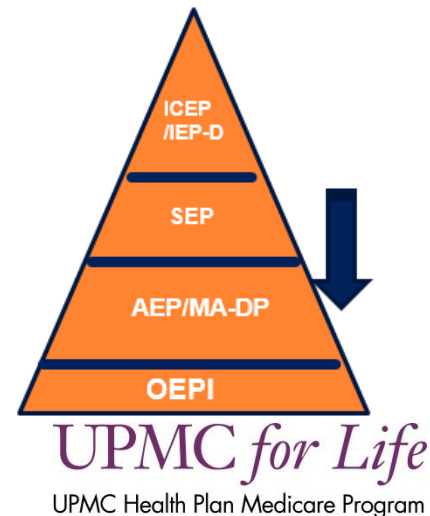 ICEP
/IEP-D
SEP
AEP/MA-DP
OEPI
UPMC for Life
UPMC Health Plan Medicare Program